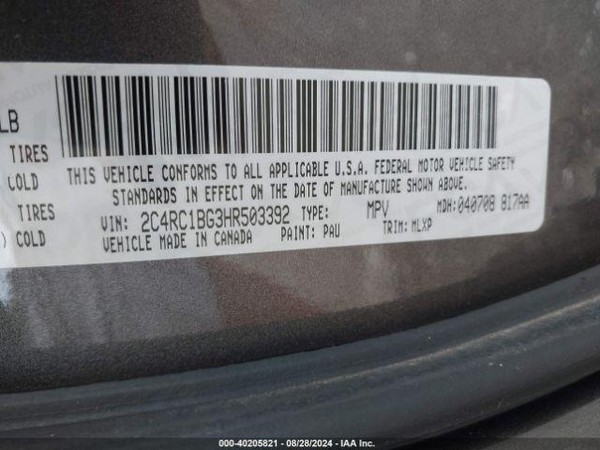 LB
TIRES
COLD
TIRES
) COLD
THIS VEHICLE CONFORMS TO ALL APPLICABLE U.S.A. FEDERAL MOTOR VEHICLE SAFETY
STANDARDS IN EFFECT ON THE DATE OF MANUFACTURE SHOWN ABOVE.
VIN: 2C4RC1BG3HR503392 TYPE: MPV MDH:040708 817AA
VEHICLE MADE IN CANADA PAINT: PAU TRIM: MLXP
000-40205821 - 08/28/2024 - IAA Inc.